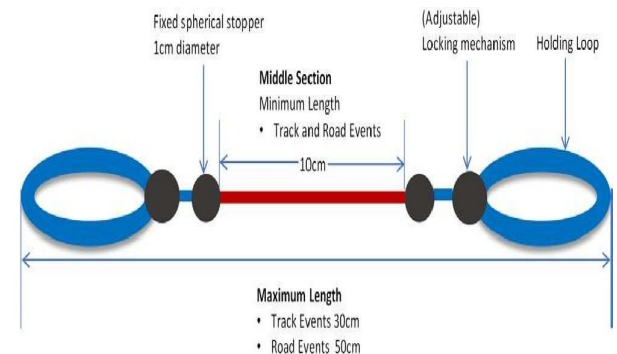 Fixed spherical stopper
1cm diameter
(Adjustable)
Locking mechanism
Holding Loop
Middle Section
Minimum Length
• Track and Road Events
10cm
Maximum Length
• Track Events 30cm
• Road Events 50cm